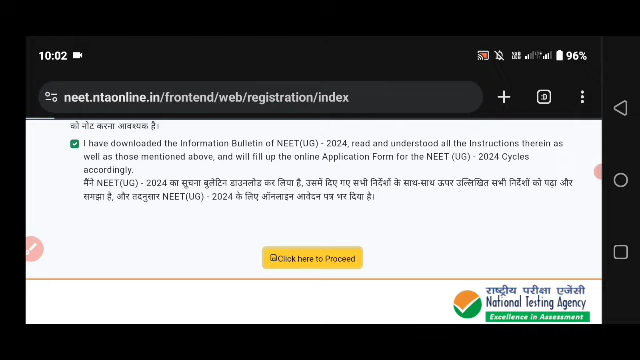 10:02
96%
neet.ntaonline.in/frontend/web/registration/index
:D
को नोट करना आवश्यक है।
I have downloaded the Information Bulletin of NEET(UG) - 2024, read and understood all the Instructions therein as
well as those mentioned above, and will fill up the online Application Form for the NEET (UG) - 2024 Cycles
accordingly.
मैंने NEET(UG) - 2024 का सूचना बुलेटिन डाउनलोड कर लिया है, उसमें दिए गए सभी निर्देशों के साथ-साथ ऊपर उल्लिखित सभी निर्देशों को पढ़ा और
समझा है, और तदनुसार NEET(UG) - 2024 के लिए ऑनलाइन आवेदन पत्र भर दिया है।
Click here to Proceed
राष्ट्रीय परीक्षा एजेंसी
National Testing Agency
Excellence in Assessment